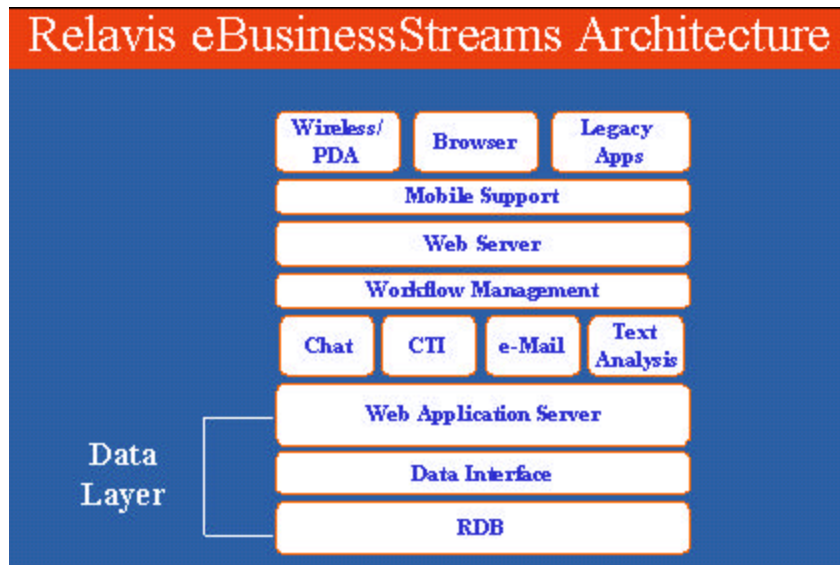 Relavis eBusinessStreams Architecture
Wireless/
PDA
Browser
Legacy
Apps
Mobile Support
Web Server
Workflow Management
Chat
CTI
e-Mail
Text
Analysis
Web Application Server
Data
Layer
Data Interface
RDB